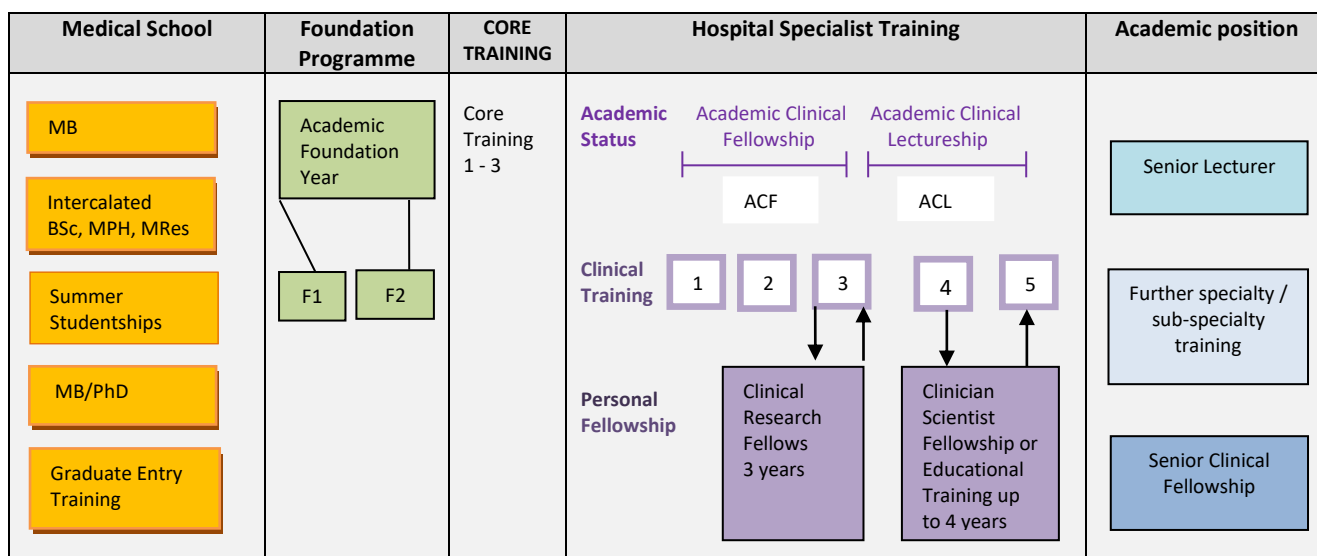 Medical School
Foundation
Programme
CORE
TRAINING
Hospital Specialist Training
Academic position
MB
Intercalated
BSc, MPH, MRes
Summer
Studentships
MB/PhD
Graduate Entry
Training
Academic
Foundation
Year
F1
F2
Core
Training
1 - 3
Academic
Status
Academic Clinical
Fellowship
Academic Clinical
Lectureship
ACF
ACL
Clinical
Training
1
2
3
4
5
Personal
Fellowship
Clinical
Research
Fellows
3 years
Clinician
Scientist
Fellowship or
Educational
Training up
to 4 years
Senior Lecturer
Further specialty /
sub-specialty
training
Senior Clinical
Fellowship